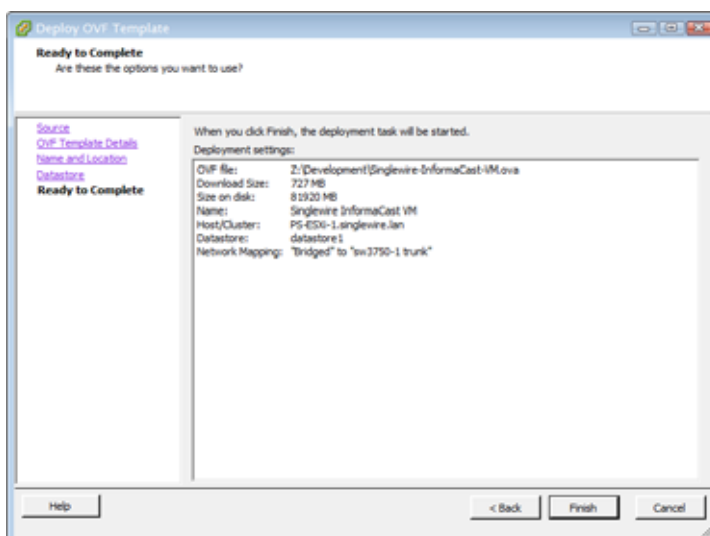 Deploy OVF Template
Ready to Complete
Are these the options you want to use?
Source
OVF Template Details
Name and Location
Datastore
Ready to Complete
When you click Finish, the deployment task will be started.
Deployment settings:
OVF file: Z:\Development\Singlewire-InformaCast-VM.ova
Download Size: 727 MB
Size on disk: 81920 MB
Name: Singlewire InformaCast VM
Host/Cluster: PS-ESXi-1.singlewire.lan
Datastore: datastore1
Network Mapping: "Bridged" to "sw3750-1 trunk"
Help
< Back
Finish
Cancel